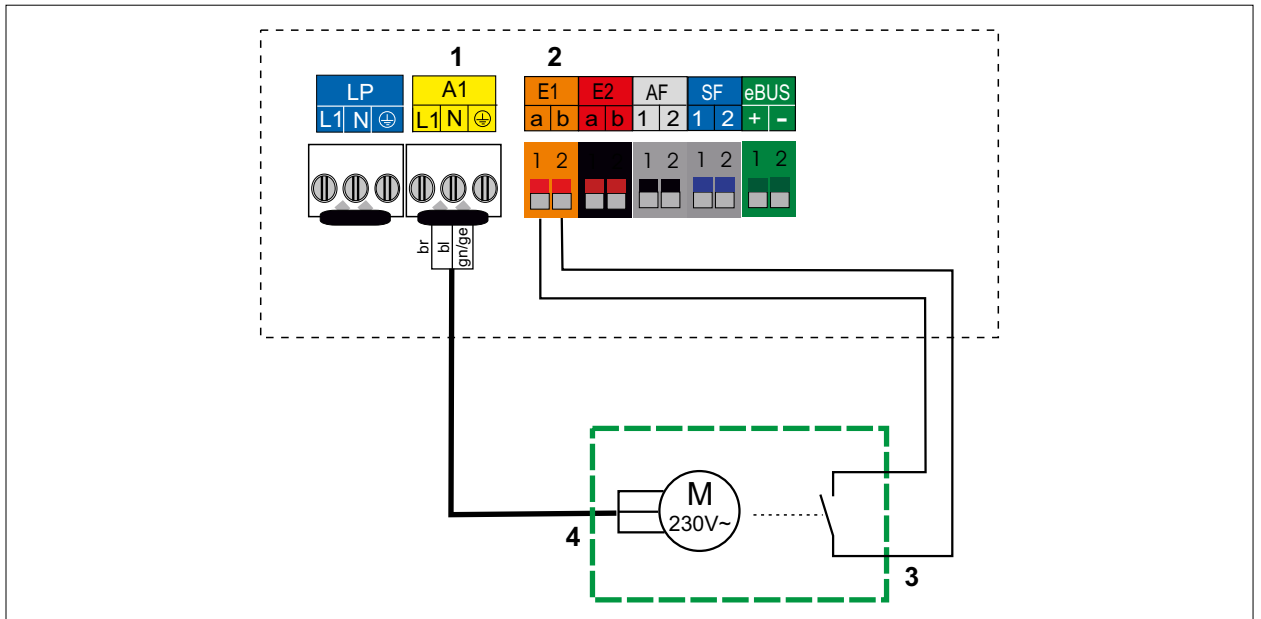 1 2
LP A1 E1 E2 AF SF eBUS
L1 N L1 N a b a b 1 2 1 2 + -
1 2 1 2 1 2 1 2
br bl gn/ge
M
230V~
4
3